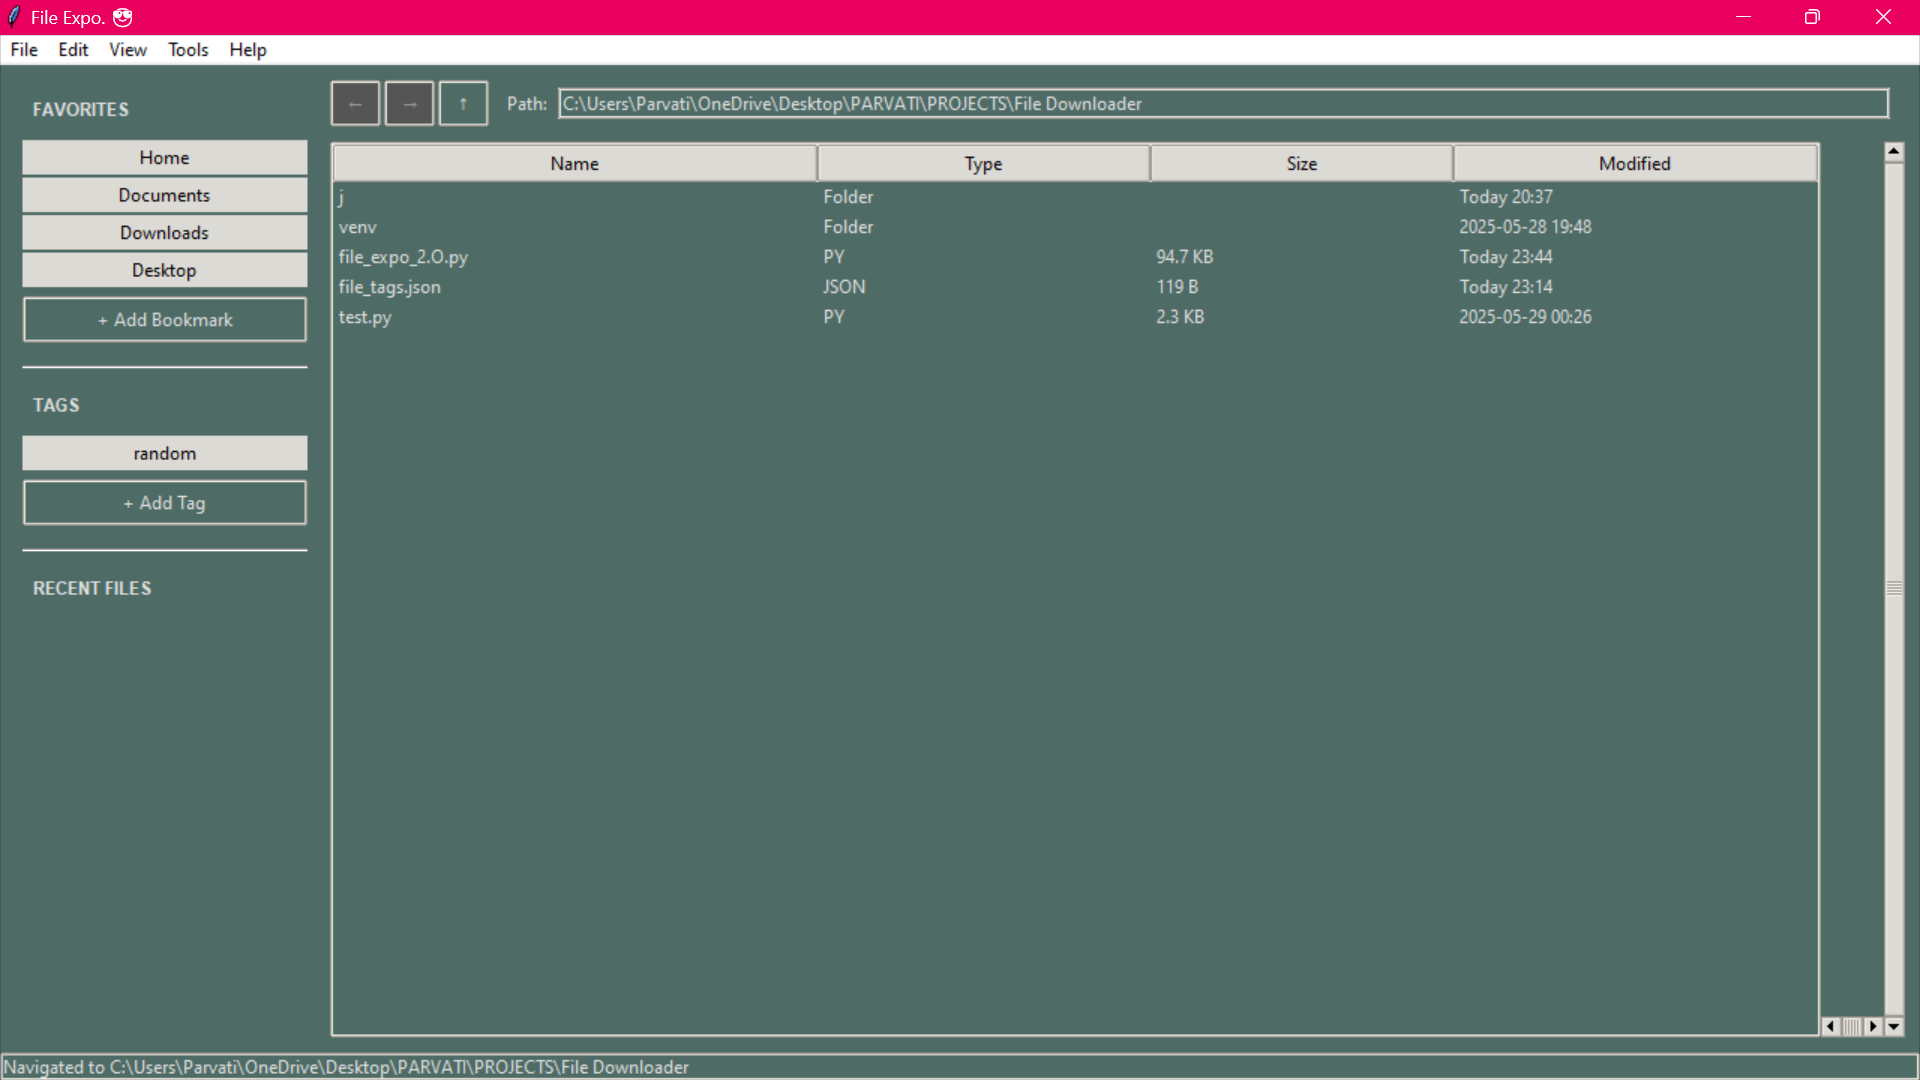 File Expo. 😎
File Edit View Tools Help
FAVORITES
Home
Documents
Downloads
Desktop
+ Add Bookmark
TAGS
random
+ Add Tag
RECENT FILES
← → ↑ Path: C:\Users\Parvati\OneDrive\Desktop\PARVATI\PROJECTS\File Downloader
Name Type Size Modified
j Folder Today 20:37
venv Folder 2025-05-28 19:48
file_expo_2.O.py PY 94.7 KB Today 23:44
file_tags.json JSON 119 B Today 23:14
test.py PY 2.3 KB 2025-05-29 00:26
Navigated to C:\Users\Parvati\OneDrive\Desktop\PARVATI\PROJECTS\File Downloader